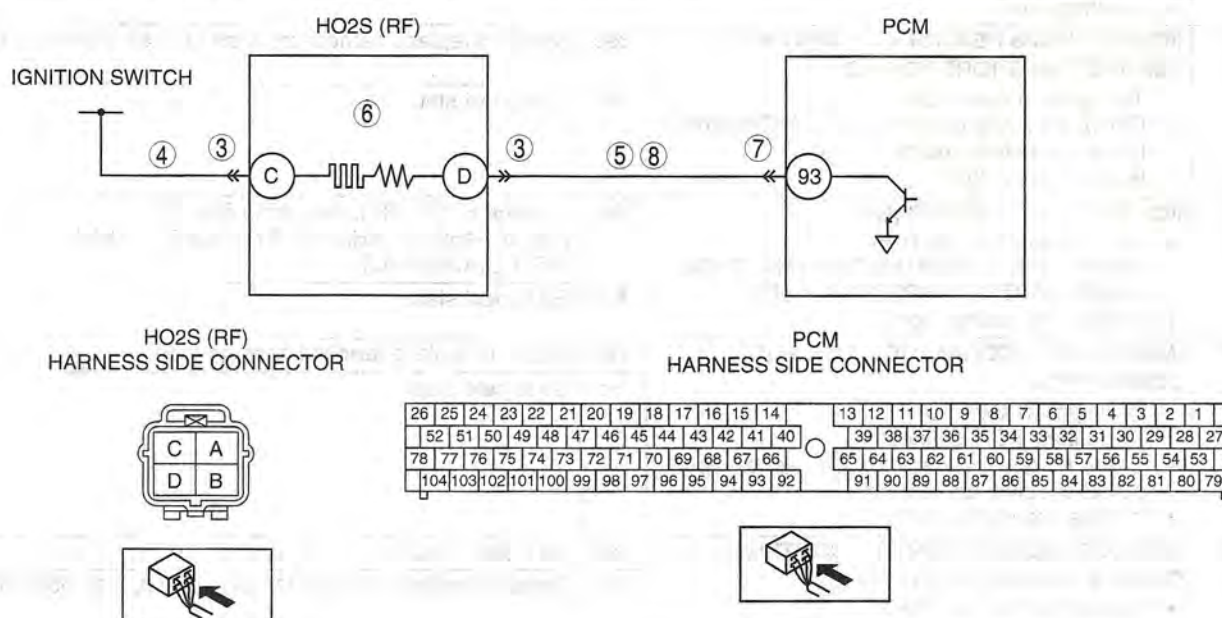 HO2S (RF)
PCM
IGNITION SWITCH
④ ③ C ⑥ D ③ ⑤ ⑧ ⑦ 93
HO2S (RF)
HARNESS SIDE CONNECTOR
PCM
HARNESS SIDE CONNECTOR
C A
D B
26 25 24 23 22 21 20 19 18 17 16 15 14 13 12 11 10 9 8 7 6 5 4 3 2 1
52 51 50 49 48 47 46 45 44 43 42 41 40 39 38 37 36 35 34 33 32 31 30 29 28 27
78 77 76 75 74 73 72 71 70 69 68 67 66 65 64 63 62 61 60 59 58 57 56 55 54 53
104 103 102 101 100 99 98 97 96 95 94 93 92 91 90 89 88 87 86 85 84 83 82 81 80 79